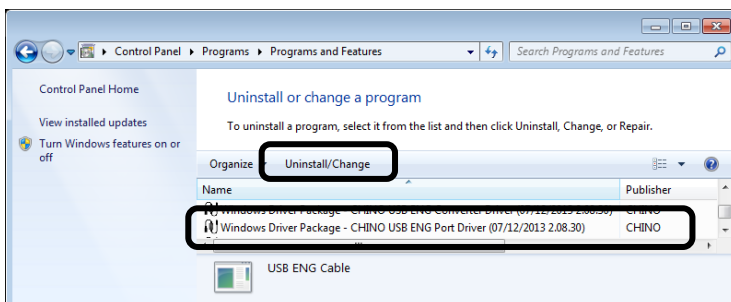 Control Panel ▸ Programs ▸ Programs and Features
Search Programs and Features
Control Panel Home
View installed updates
Turn Windows features on or
off
Uninstall or change a program
To uninstall a program, select it from the list and then click Uninstall, Change, or Repair.
Organize Uninstall/Change
Name Publisher
Windows Driver Package - CHINO USB ENG Converter Driver (07/12/2013 2.08.30) CHINO
Windows Driver Package - CHINO USB ENG Port Driver (07/12/2013 2.08.30) CHINO
USB ENG Cable